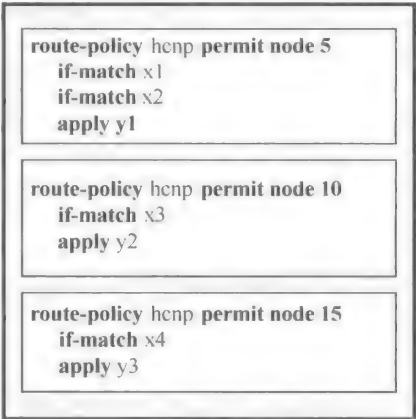 route-policy hcnp permit node 5
if-match x1
if-match x2
apply y1
route-policy hcnp permit node 10
if-match x3
apply y2
route-policy hcnp permit node 15
if-match x4
apply y3